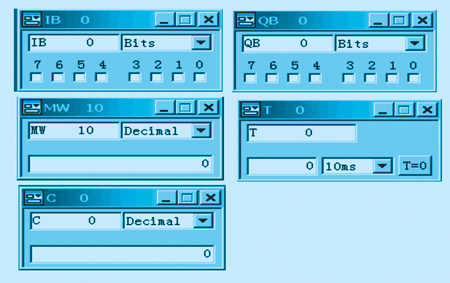 IB 0
IB 0 Bits
7 6 5 4 3 2 1 0
QB 0
QB 0 Bits
7 6 5 4 3 2 1 0
MW 10
MW 10 Decimal
0
T 0
T 0
0 10ms T=0
C 0
C 0 Decimal
0